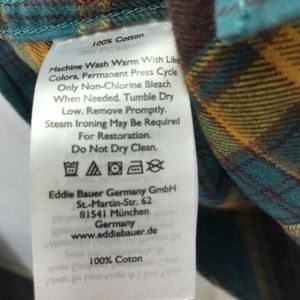 100% Cotton
Machine Wash Warm With Like
Colors, Permanent Press Cycle.
Only Non-Chlorine Bleach
When Needed. Tumble Dry
Low, Remove Promptly.
Steam Ironing May Be Required
For Restoration.
Do Not Dry Clean.
Eddie Bauer Germany GmbH
St.-Martin-Str. 62
81541 München
Germany
www.eddiebauer.de
100% Coton